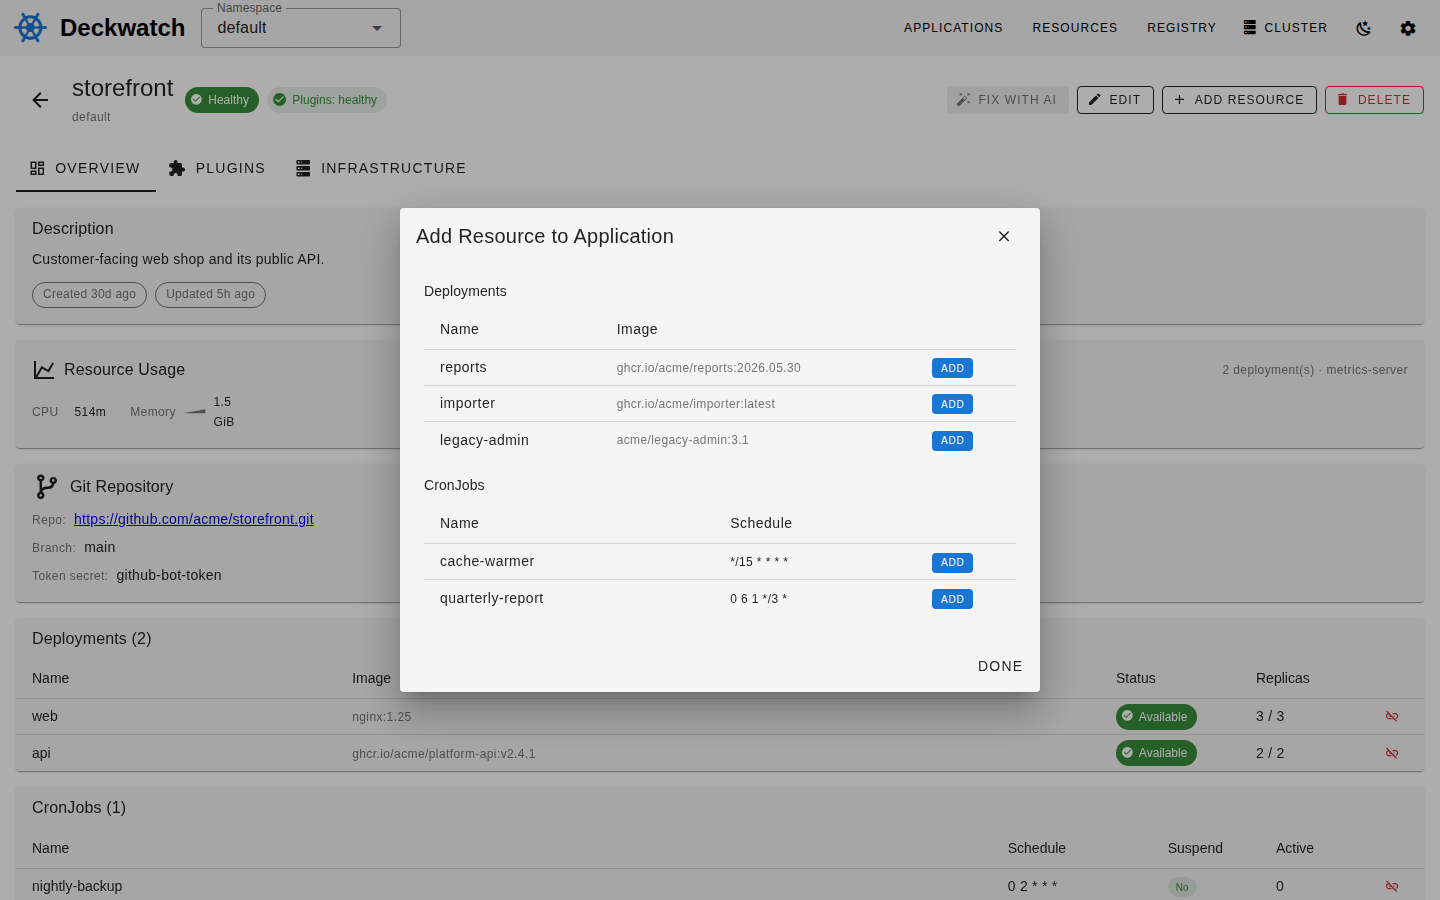 Deckwatch
Namespace
default
APPLICATIONS RESOURCES REGISTRY CLUSTER
storefront
default
Healthy
Plugins: healthy
FIX WITH AI EDIT ADD RESOURCE DELETE
OVERVIEW PLUGINS INFRASTRUCTURE
Description
Customer-facing web shop and its public API.
Created 30d ago Updated 5h ago
Resource Usage
2 deployment(s) · metrics-server
CPU 514m Memory 1.5 GiB
Git Repository
Repo: https://github.com/acme/storefront.git
Branch: main
Token secret: github-bot-token
Deployments (2)
Name Image Status Replicas
web nginx:1.25 Available 3 / 3
api ghcr.io/acme/platform-api:v2.4.1 Available 2 / 2
CronJobs (1)
Name Schedule Suspend Active
nightly-backup 0 2 * * * No 0
Add Resource to Application
Deployments
Name Image
reports ghcr.io/acme/reports:2026.05.30 ADD
importer ghcr.io/acme/importer:latest ADD
legacy-admin acme/legacy-admin:3.1 ADD
CronJobs
Name Schedule
cache-warmer */15 * * * * ADD
quarterly-report 0 6 1 */3 * ADD
DONE